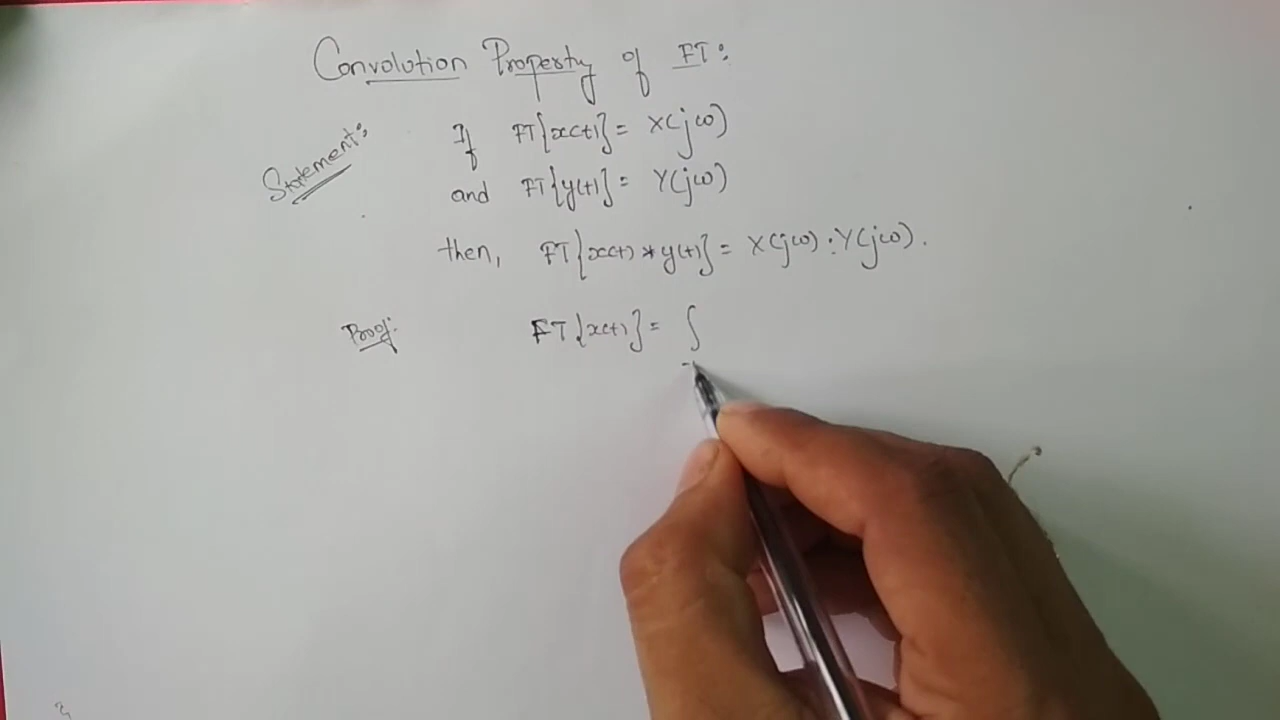 Convolution Property of FT:
Statement: If FT{x(t)} = X(jω)
and FT{y(t)} = Y(jω)
then, FT{x(t) * y(t)} = X(jω) . Y(jω).
Proof: FT{x(t)} = ∫